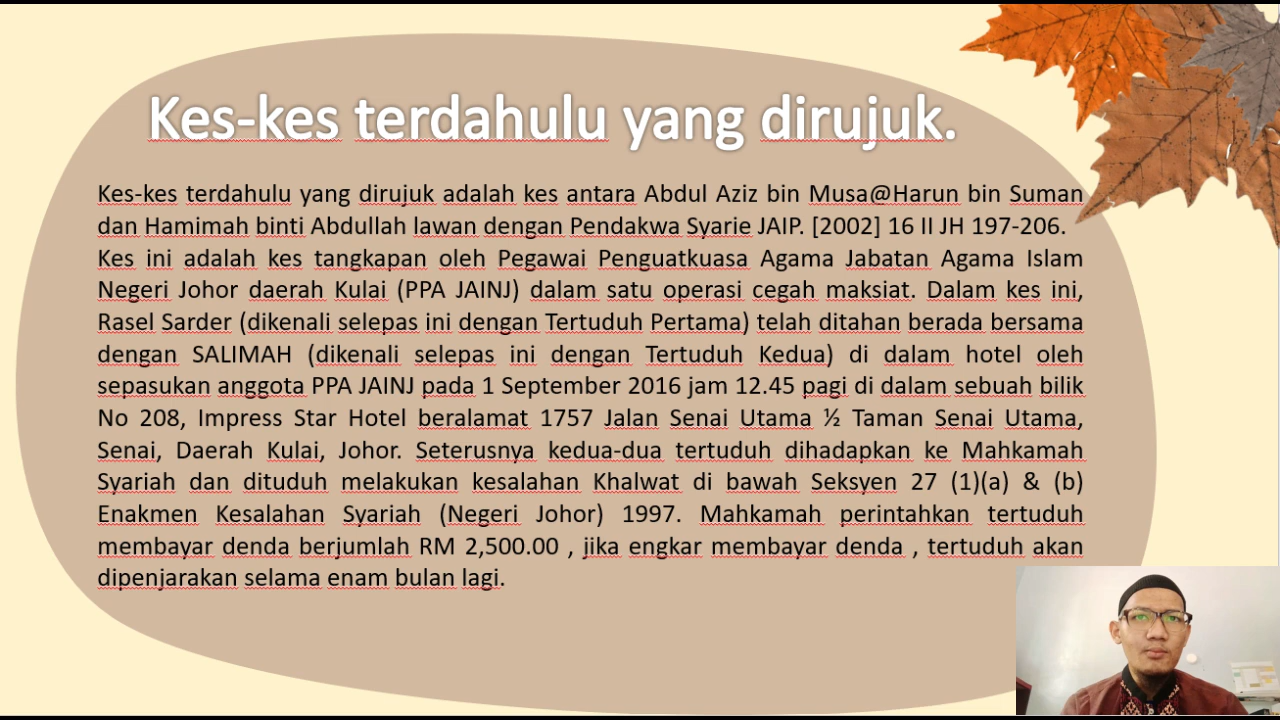 Kes-kes terdahulu yang dirujuk.
Kes-kes terdahulu yang dirujuk adalah kes antara Abdul Aziz bin Musa@Harun bin Suman
dan Hamimah binti Abdullah lawan dengan Pendakwa Syarie JAIP. [2002] 16 II JH 197-206.
Kes ini adalah kes tangkapan oleh Pegawai Penguatkuasa Agama Jabatan Agama Islam
Negeri Johor daerah Kulai (PPA JAINJ) dalam satu operasi cegah maksiat. Dalam kes ini,
Rasel Sarder (dikenali selepas ini dengan Tertuduh Pertama) telah ditahan berada bersama
dengan SALIMAH (dikenali selepas ini dengan Tertuduh Kedua) di dalam hotel oleh
sepasukan anggota PPA JAINJ pada 1 September 2016 jam 12.45 pagi di dalam sebuah bilik
No 208, Impress Star Hotel beralamat 1757 Jalan Senai Utama ½ Taman Senai Utama,
Senai, Daerah Kulai, Johor. Seterusnya kedua-dua tertuduh dihadapkan ke Mahkamah
Syariah dan dituduh melakukan kesalahan Khalwat di bawah Seksyen 27 (1)(a) & (b)
Enakmen Kesalahan Syariah (Negeri Johor) 1997. Mahkamah perintahkan tertuduh
membayar denda berjumlah RM 2,500.00 , jika engkar membayar denda , tertuduh akan
dipenjarakan selama enam bulan lagi.